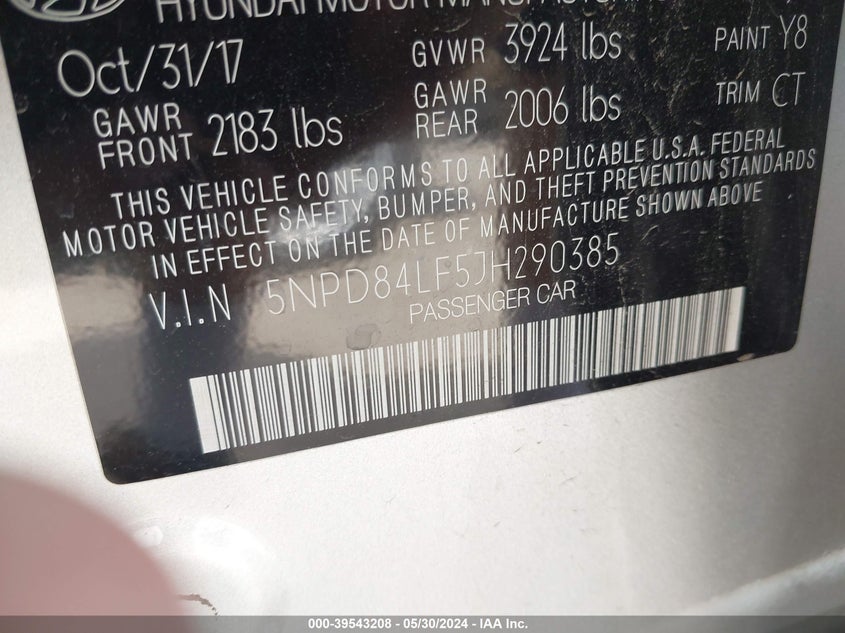 HYUNDAI MOTOR
Oct/31/17 GVWR 3924 lbs PAINT Y8
GAWR FRONT 2183 lbs GAWR REAR 2006 lbs TRIM CT
THIS VEHICLE CONFORMS TO ALL APPLICABLE U.S.A. FEDERAL
MOTOR VEHICLE SAFETY, BUMPER, AND THEFT PREVENTION STANDARDS
IN EFFECT ON THE DATE OF MANUFACTURE SHOWN ABOVE
V.I.N 5NPD84LF5JH290385
PASSENGER CAR
000-39543208 - 05/30/2024 - IAA Inc.